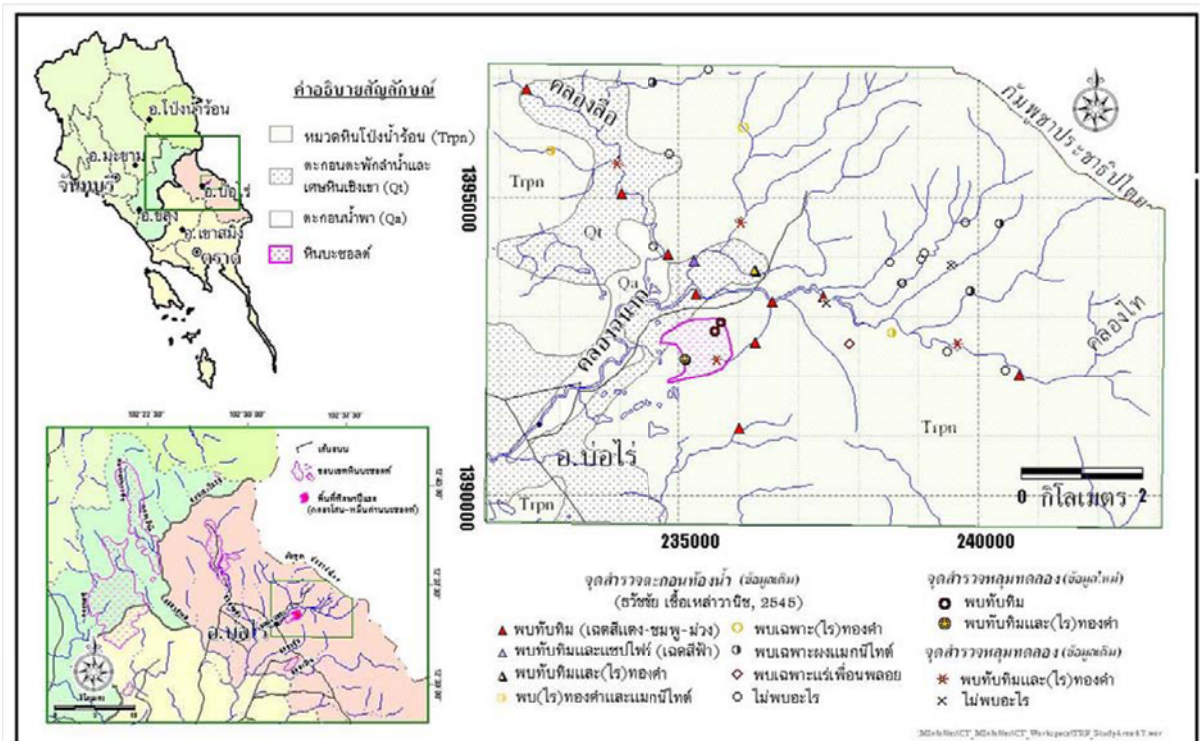 อ.โป่งน้ำร้อน
อ.มะขาม
จันทบุรี
อ.บ่อไร่
อ.ขลุง
อ.เขาสมิง
ตราด
คำอธิบายสัญลักษณ์
หมวดหินโป่งน้ำร้อน (Trpn)
ตะกอนตะพักลำน้ำและ
เศษหินเชิงเขา (Qt)
ตะกอนน้ำพา (Qa)
หินบะซอลต์
คลองสือ
กัมพูชาประชาธิปไตย
1395000
Trpn
Qt
Qa
คลองไท
Trpn
อ.บ่อไร่
Trpn
1390000
0 กิโลเมตร 2
235000
240000
102 22 30
102 30 00
102 37 30
เส้นถนน
ขอบเขตหินบะซอลต์
อ.บ่อไร่
จุดสำรวจตะกอนท้องน้ำ (ข้อมูลเดิม)
(ธวัชชัย เชื้อเหล่าวานิช, 2545)
พบทับทิม (เฉดสีแดง-ชมพู-ม่วง)
พบทับทิมและแซปไฟร์ (เฉดสีฟ้า)
พบทับทิมและ(ไร)ทองคำ
พบ(ไร)ทองคำและแมกนีไทต์
พบเฉพาะ(ไร)ทองคำ
พบเฉพาะผงแมกนีไทต์
พบเฉพาะแร่เพื่อนพลอย
ไม่พบอะไร
จุดสำรวจหลุมทดลอง (ข้อมูลใหม่)
พบทับทิม
พบทับทิมและ(ไร)ทองคำ
จุดสำรวจหลุมทดลอง (ข้อมูลเดิม)
พบทับทิมและ(ไร)ทองคำ
ไม่พบอะไร